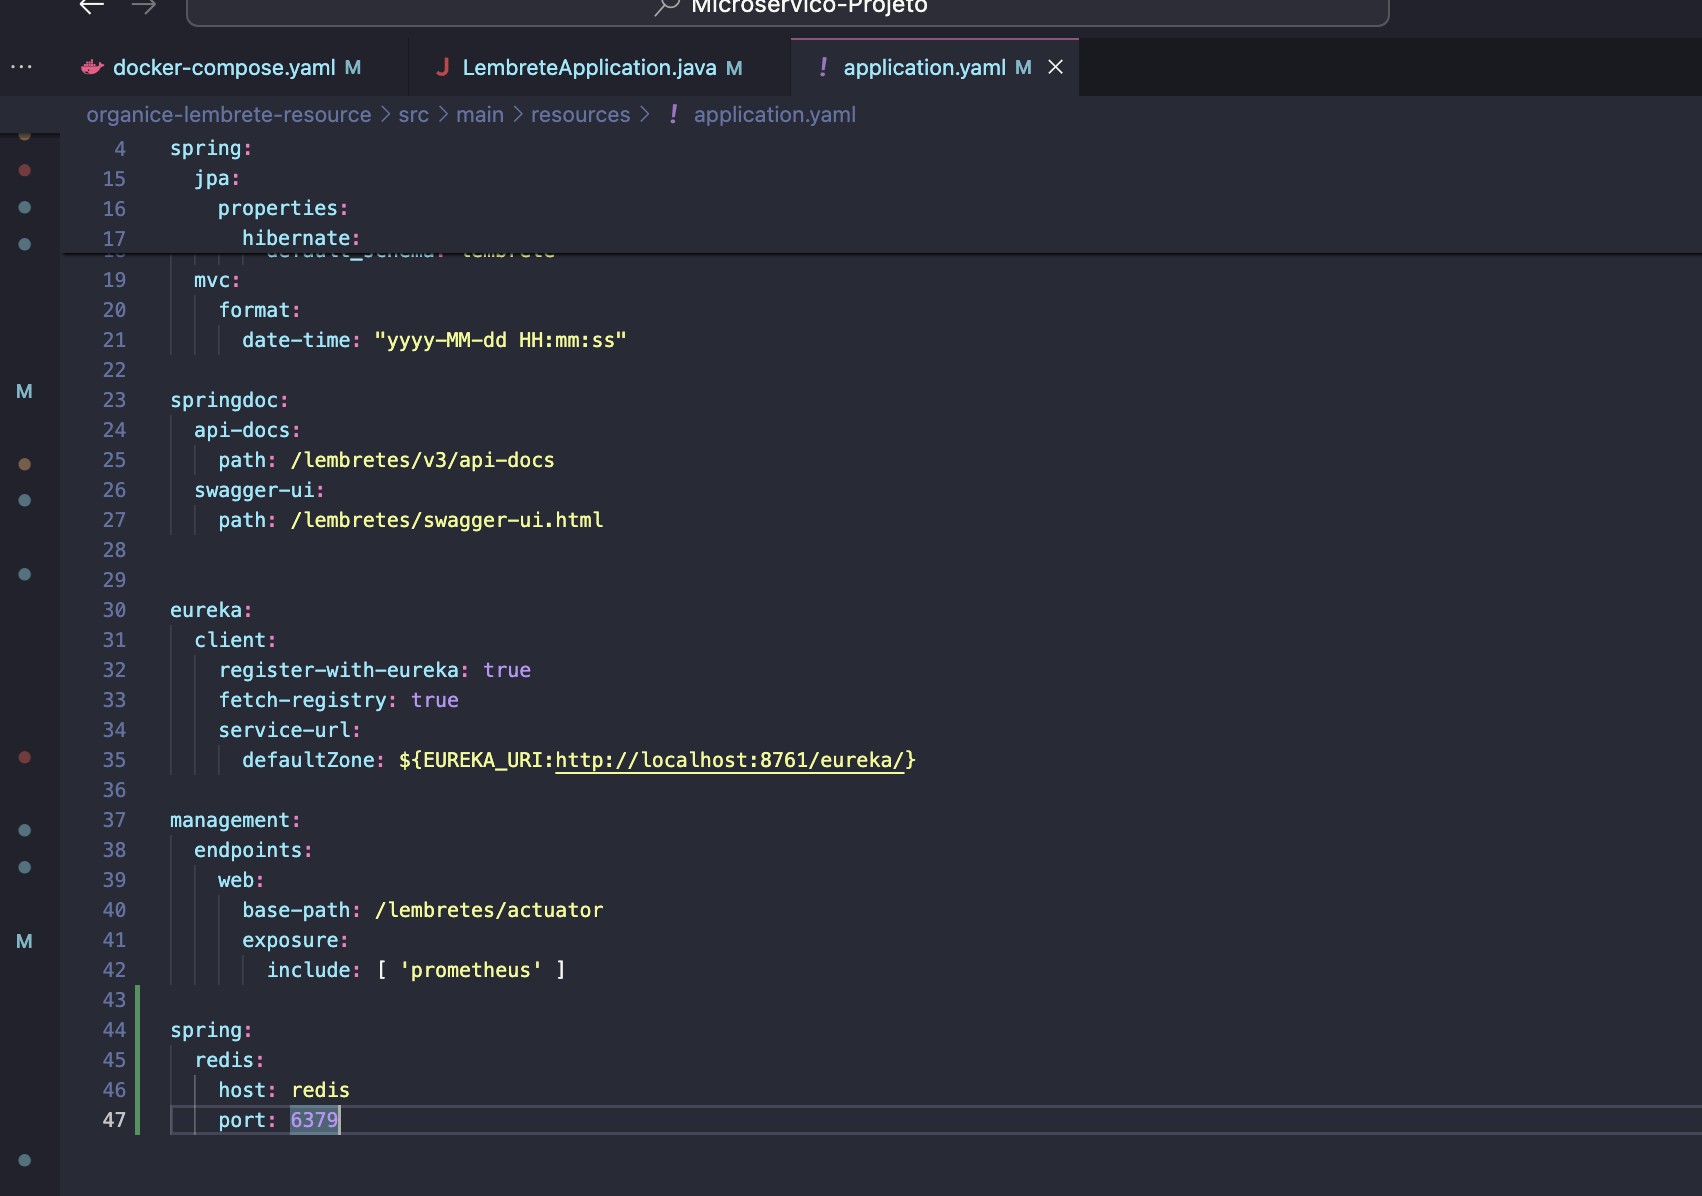 Microservico-Projeto
docker-compose.yaml M
LembreteApplication.java M
! application.yaml M
organice-lembrete-resource > src > main > resources > ! application.yaml
4 spring:
15 jpa:
16 properties:
17 hibernate:
18 default_schema: lembrete
19 mvc:
20 format:
21 date-time: "yyyy-MM-dd HH:mm:ss"
22
23 springdoc:
24 api-docs:
25 path: /lembretes/v3/api-docs
26 swagger-ui:
27 path: /lembretes/swagger-ui.html
28
29
30 eureka:
31 client:
32 register-with-eureka: true
33 fetch-registry: true
34 service-url:
35 defaultZone: ${EUREKA_URI:http://localhost:8761/eureka/}
36
37 management:
38 endpoints:
39 web:
40 base-path: /lembretes/actuator
41 exposure:
42 include: [ 'prometheus' ]
43
44 spring:
45 redis:
46 host: redis
47 port: 6379
M
M